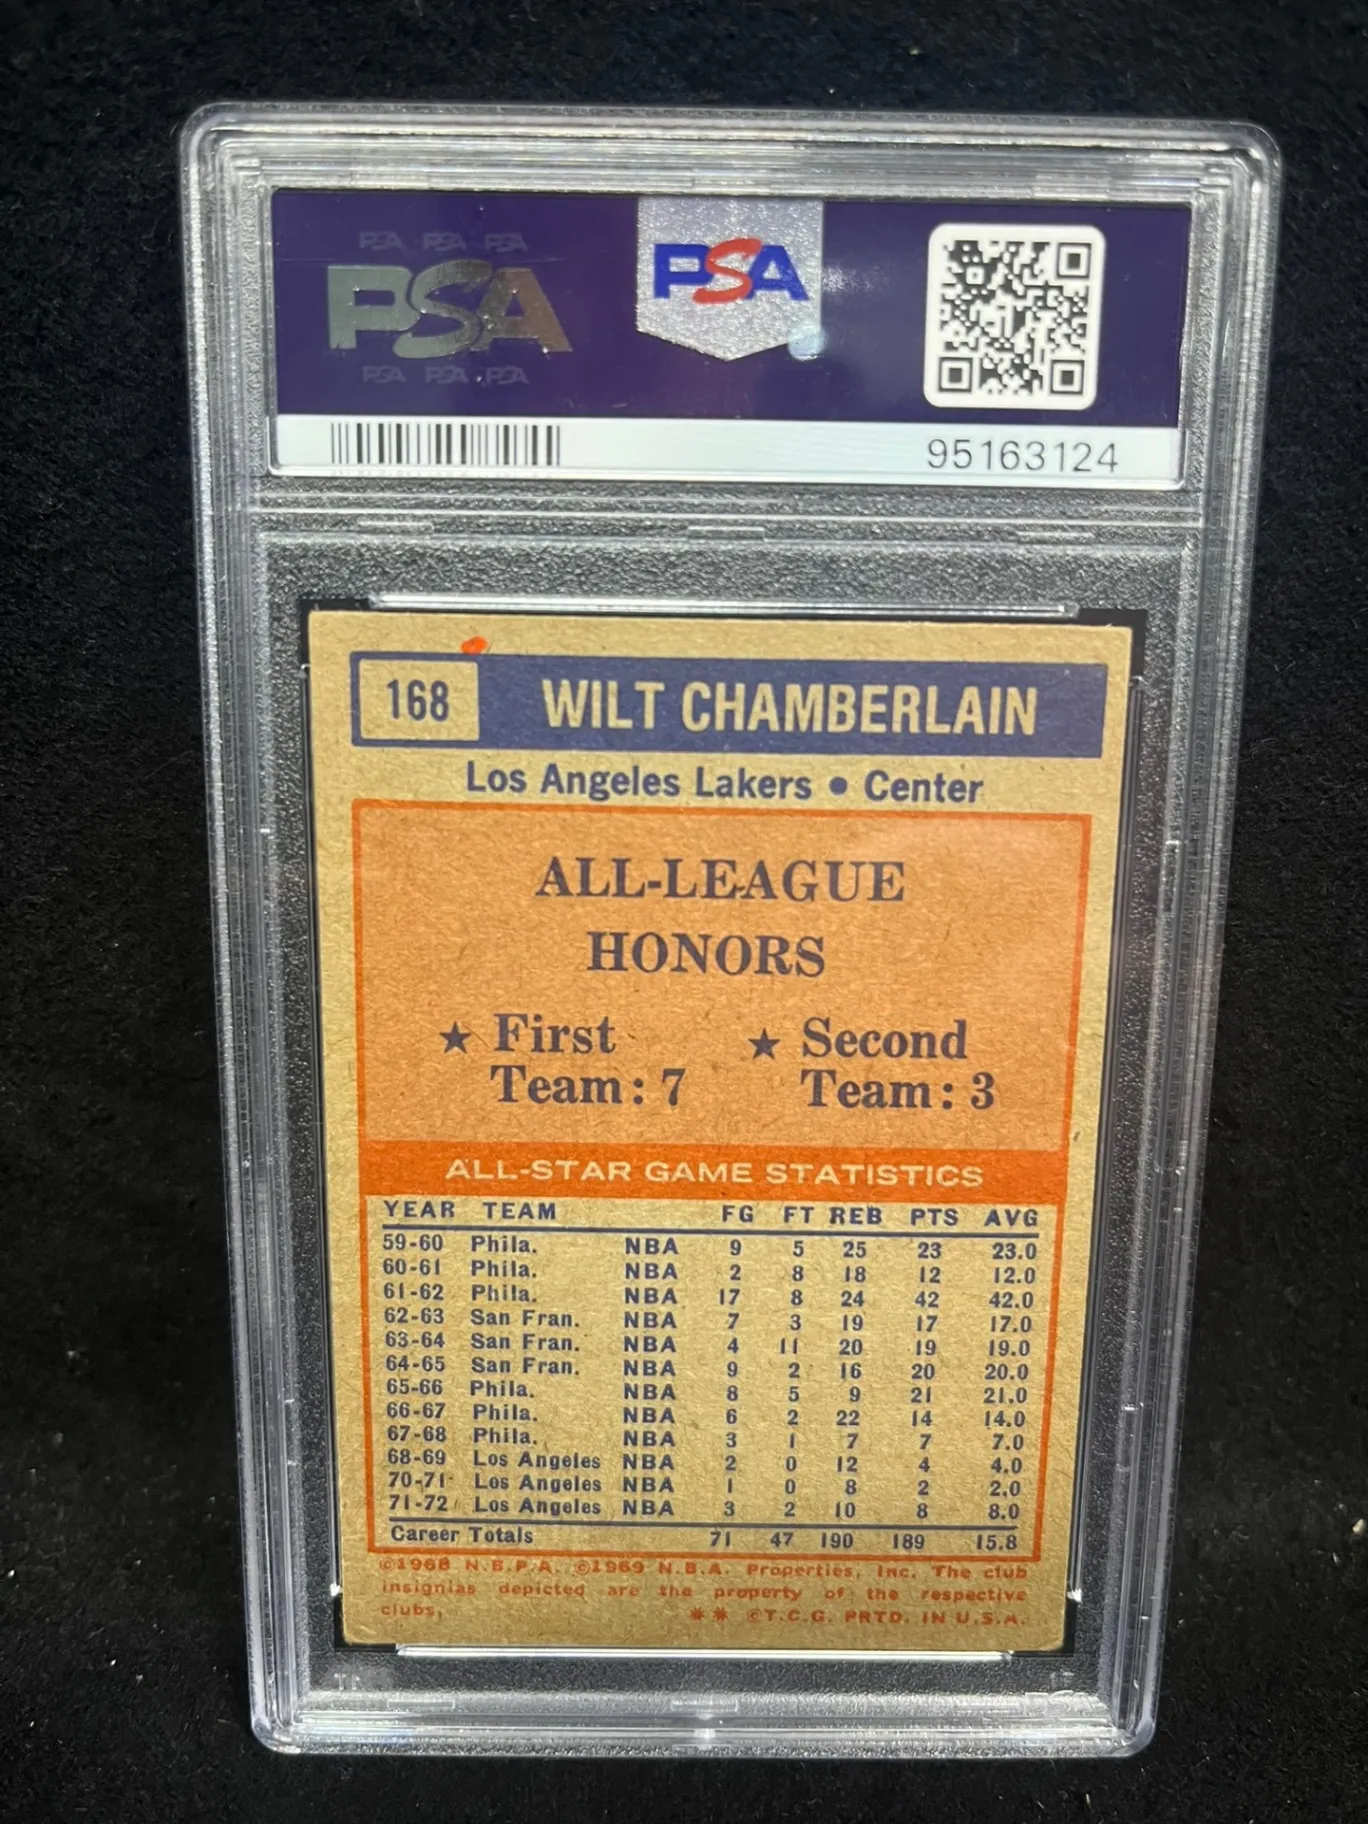 PSA PSA PSA
PSA
PSA PSA PSA
PSA
95163124
168 WILT CHAMBERLAIN
Los Angeles Lakers • Center
ALL-LEAGUE
HONORS
★ First ★ Second
Team: 7 Team: 3
ALL-STAR GAME STATISTICS
YEAR TEAM FG FT REB PTS AVG
59-60 Phila. NBA 9 5 25 23 23.0
60-61 Phila. NBA 2 8 18 12 12.0
61-62 Phila. NBA 17 8 24 42 42.0
62-63 San Fran. NBA 7 3 19 17 17.0
63-64 San Fran. NBA 4 11 20 19 19.0
64-65 San Fran. NBA 9 2 16 20 20.0
65-66 Phila. NBA 8 5 9 21 21.0
66-67 Phila. NBA 6 2 22 14 14.0
67-68 Phila. NBA 3 1 7 7 7.0
68-69 Los Angeles NBA 2 0 12 4 4.0
70-71 Los Angeles NBA 1 0 8 2 2.0
71-72 Los Angeles NBA 3 2 10 8 8.0
Career Totals 71 47 190 189 15.8
©1968 N.B.P.A. ©1969 N.B.A. Properties, Inc. The club
insignias depicted are the property of the respective
clubs. ** ©T.C.G. PRTD. IN U.S.A.